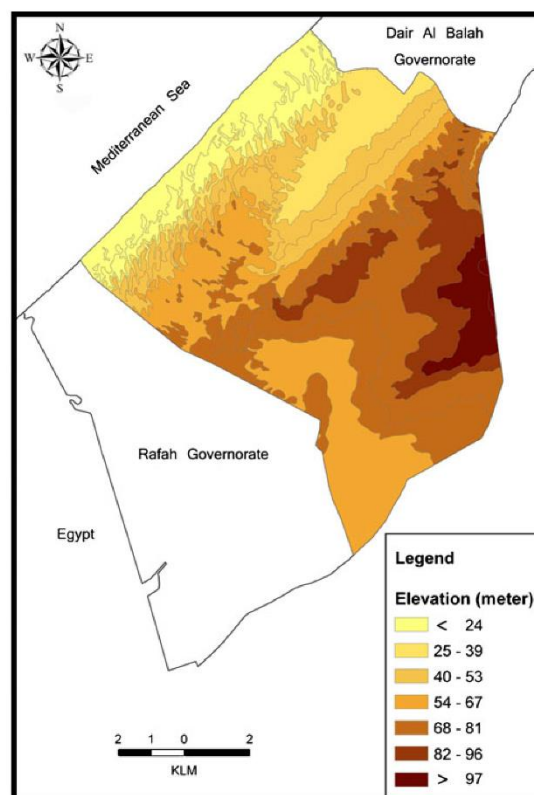 N
W E
S
Dair Al Balah
Governorate
Mediterranean Sea
Rafah Governorate
Egypt
Legend
Elevation (meter)
< 24
25 - 39
40 - 53
54 - 67
68 - 81
82 - 96
> 97
2 1 0 2
KLM